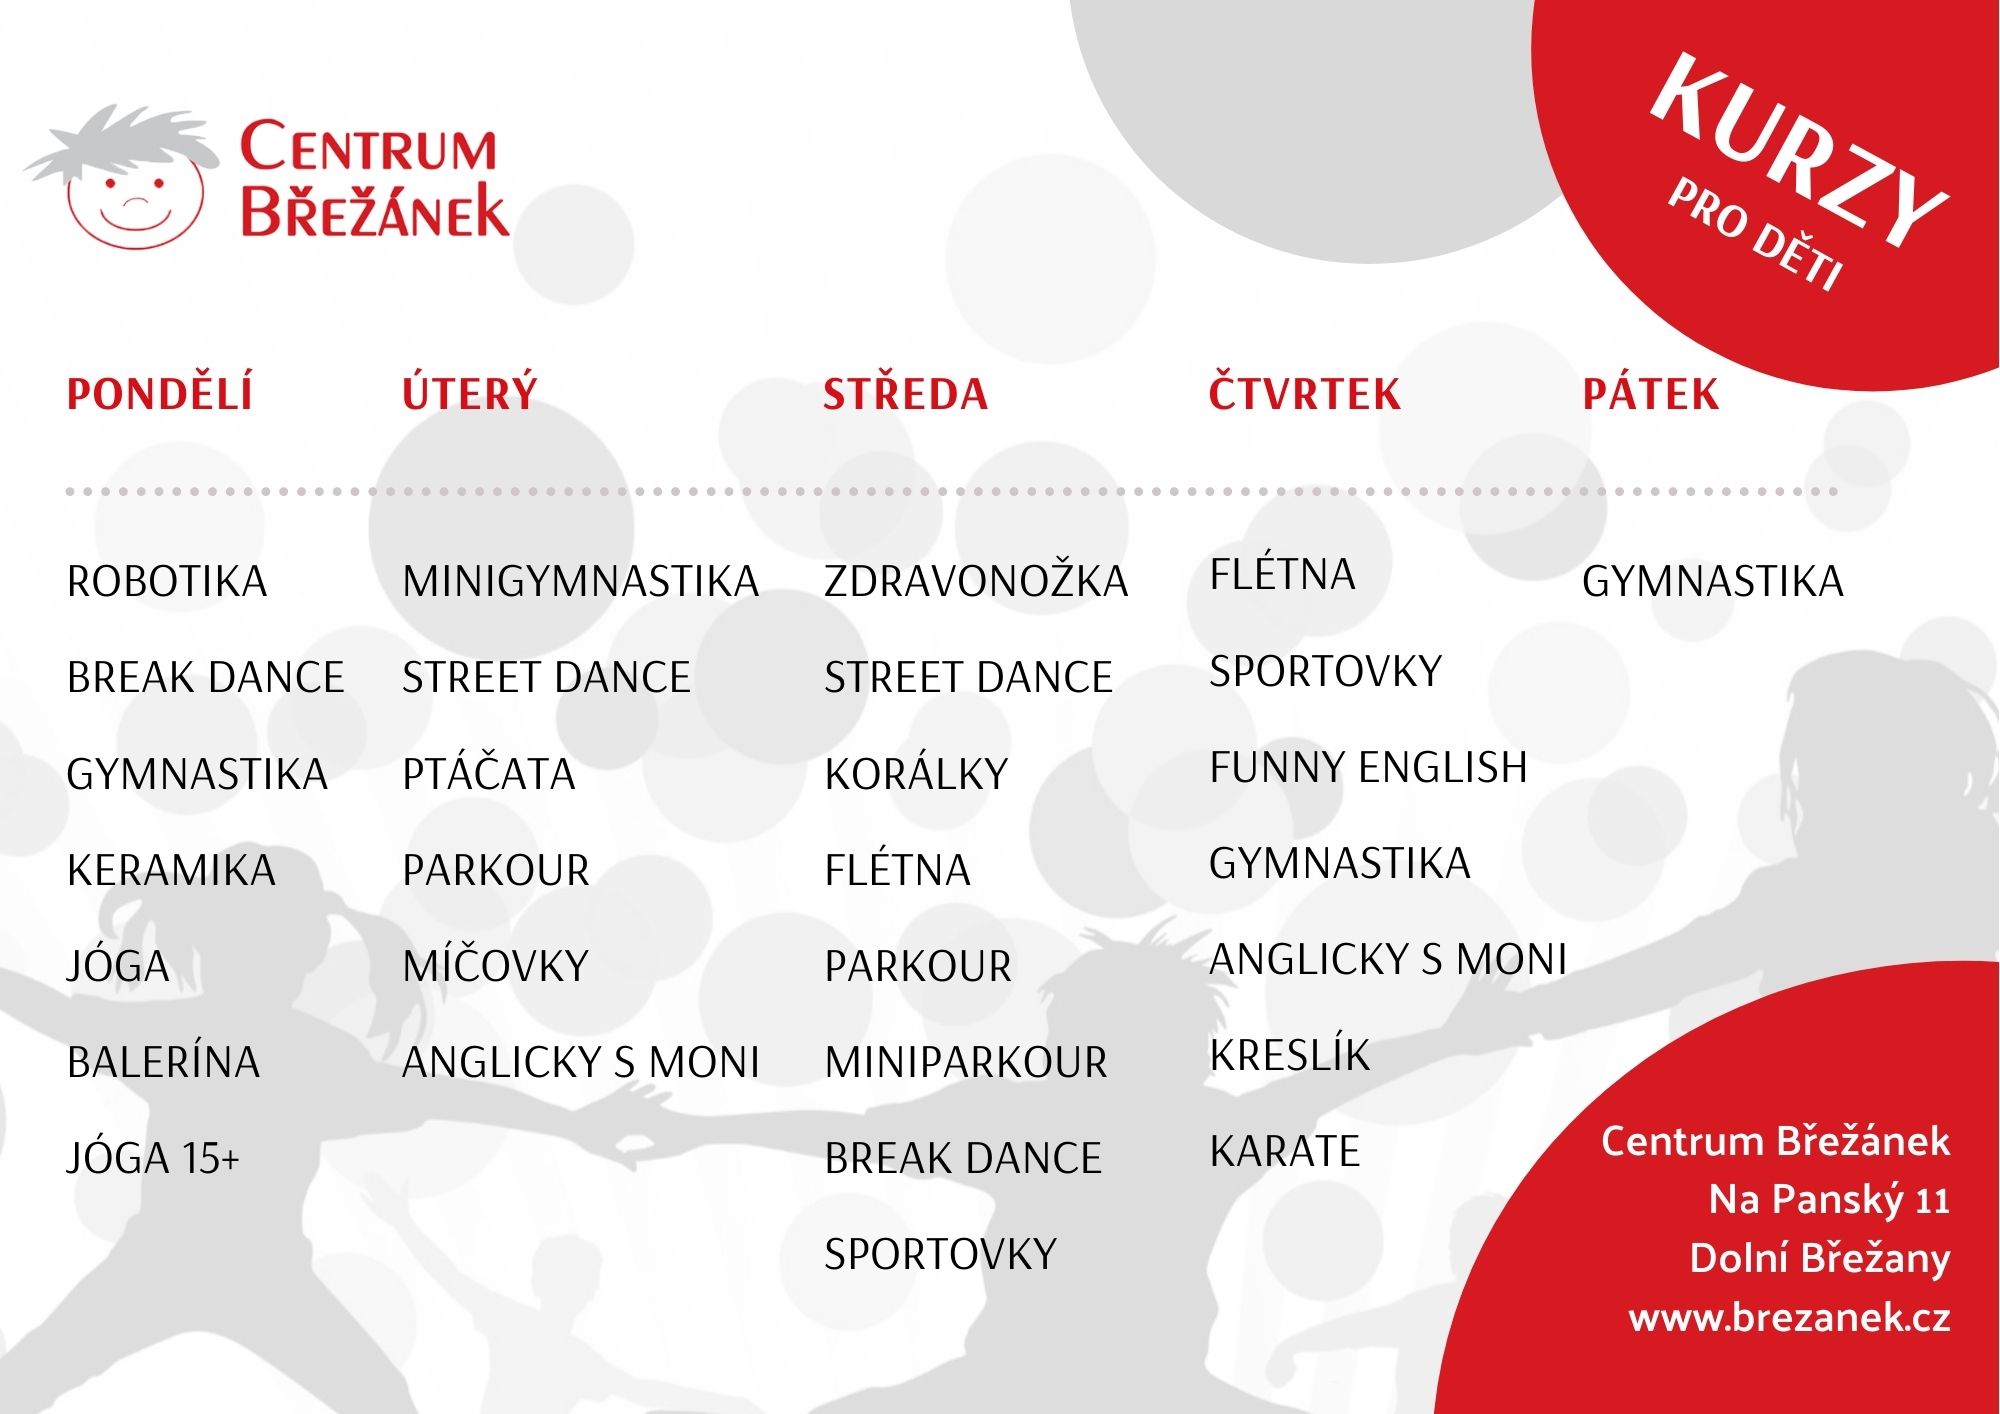 CENTRUM
BŘEŽÁNEK
KURZY
PRO DĚTI
PONDĚLÍ
ROBOTIKA
BREAK DANCE
GYMNASTIKA
KERAMIKA
JÓGA
BALERÍNA
JÓGA 15+
ÚTERÝ
MINIGYMNASTIKA
STREET DANCE
PTÁČATA
PARKOUR
MÍČOVKY
ANGLICKY S MONI
STŘEDA
ZDRAVONOŽKA
STREET DANCE
KORÁLKY
FLÉTNA
PARKOUR
MINIPARKOUR
BREAK DANCE
SPORTOVKY
ČTVRTEK
FLÉTNA
SPORTOVKY
FUNNY ENGLISH
GYMNASTIKA
ANGLICKY S MONI
KRESLÍK
KARATE
PÁTEK
GYMNASTIKA
Centrum Břežánek
Na Panský 11
Dolní Břežany
www.brezanek.cz